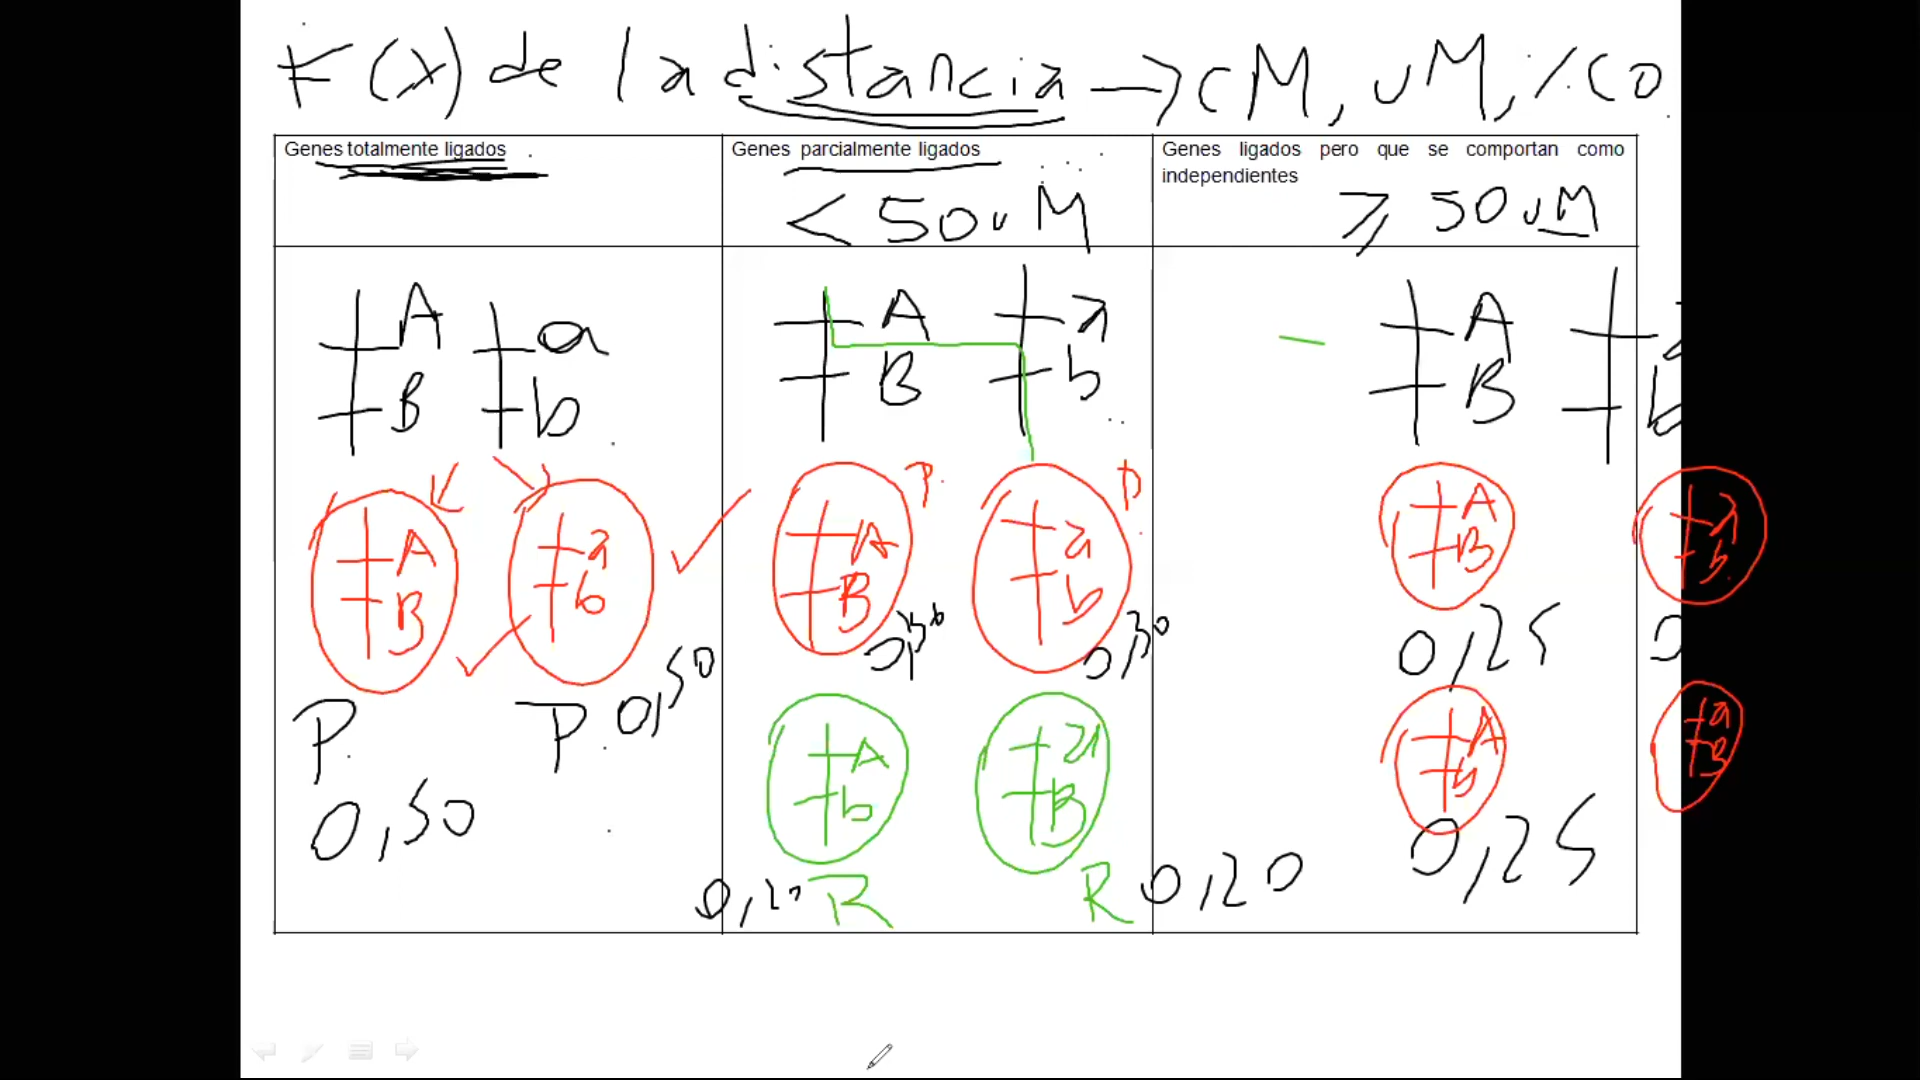 F(x) de la distancia → cM, uM, %CO
Genes totalmente ligados
Genes parcialmente ligados
< 50 uM
Genes ligados pero que se comportan como
independientes
≥ 50 uM
A a
B b
A a
B b
A a
B b
A a
B b
P P 0,50
0,50
P.
A a
B b
0,30 0,30
A a
b B
0,20 R R 0,20
A a
B b
0,25 0
A a
b B
0,25